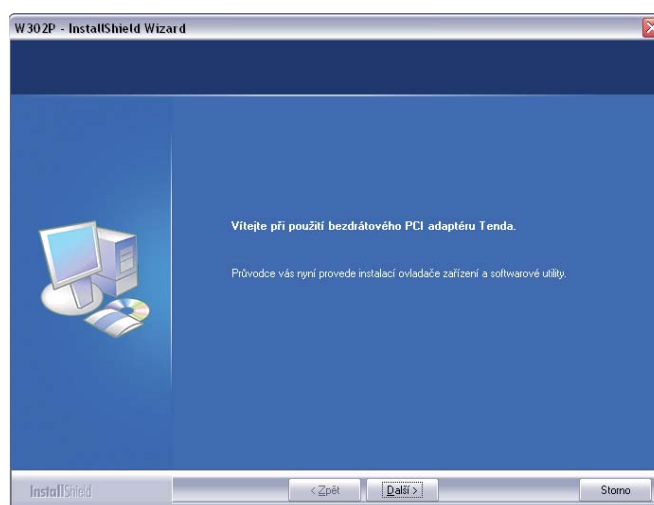 W302P - InstallShield Wizard
Vítejte při použití bezdrátového PCI adaptéru Tenda.
Průvodce vás nyní provede instalací ovladače zařízení a softwarové utility.
InstallShield
< Zpět
Další >
Storno